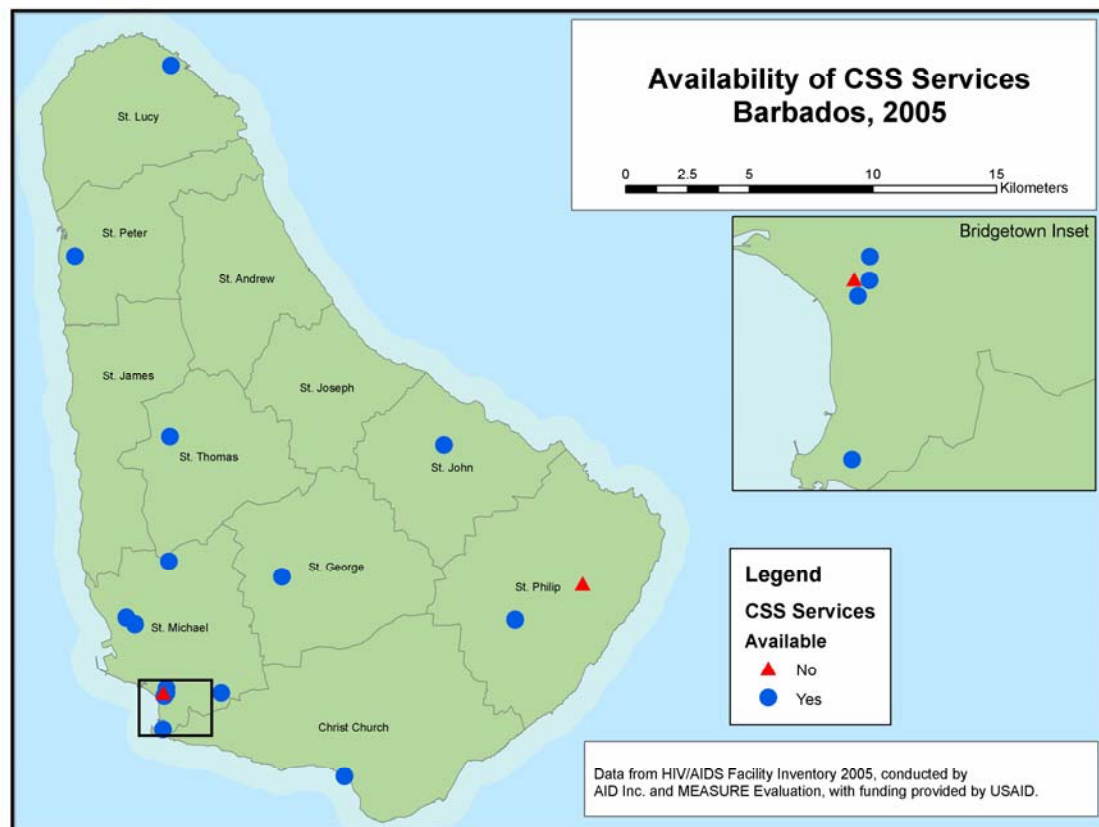 Availability of CSS Services
Barbados, 2005
0 2.5 5 10 15
Kilometers
Bridgetown Inset
St. Lucy
St. Peter
St. Andrew
St. James
St. Joseph
St. Thomas
St. John
St. George
St. Philip
St. Michael
Christ Church
Legend
CSS Services
Available
No
Yes
Data from HIV/AIDS Facility Inventory 2005, conducted by
AID Inc. and MEASURE Evaluation, with funding provided by USAID.